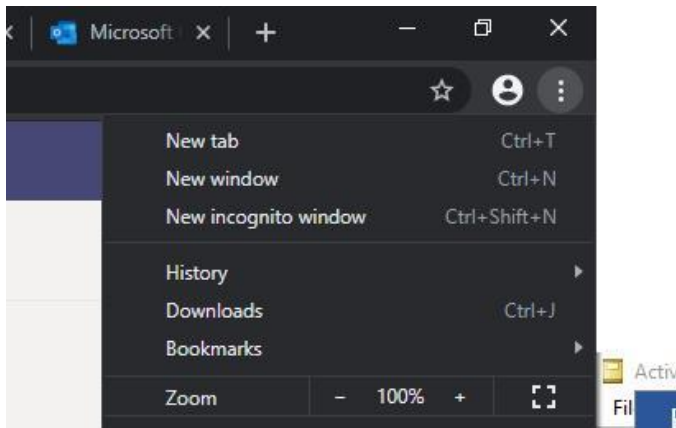 Microsoft
New tab Ctrl+T
New window Ctrl+N
New incognito window Ctrl+Shift+N
History
Downloads Ctrl+J
Bookmarks
Zoom - 100% +
Activ
Fil